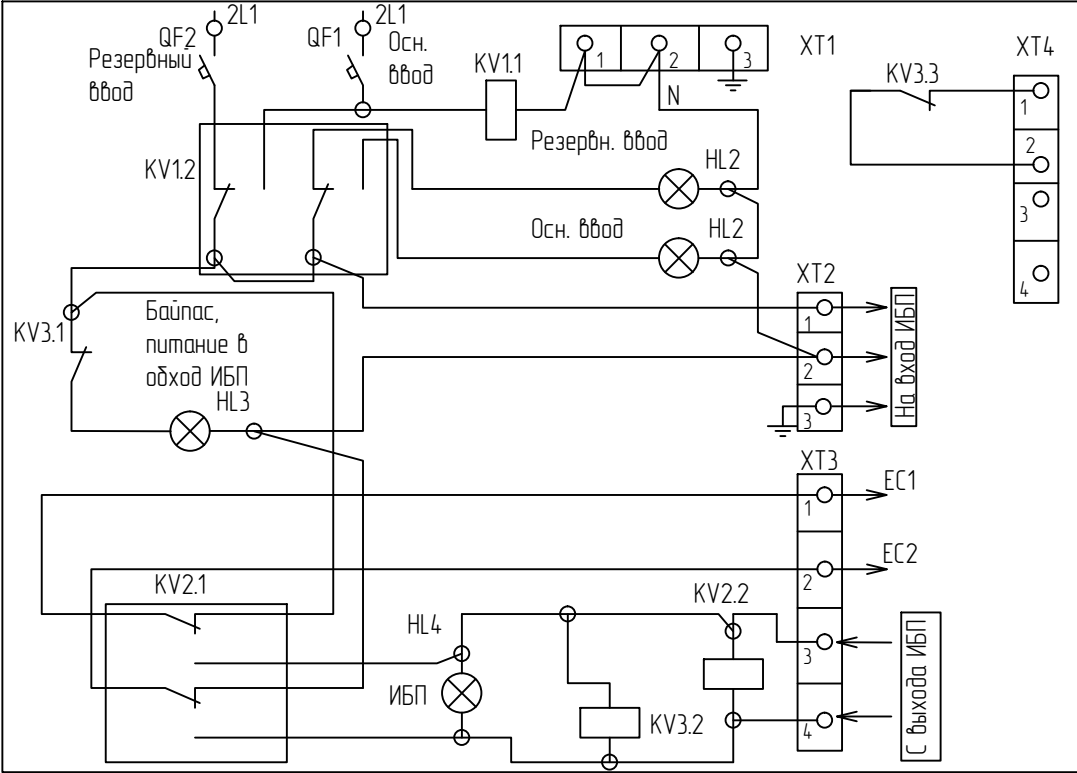 2L1
2L1
QF2
QF1
Осн.
ввод
Резервный
ввод
KV1.1
1
2
3
XT1
XT4
KV3.3
N
1
2
3
4
Резервн. ввод
HL2
KV1.2
Осн. ввод
HL2
XT2
1
2
3
На вход ИБП
KV3.1
Байпас,
питание в
обход ИБП
HL3
XT3
1
EC1
2
EC2
KV2.1
KV2.2
HL4
3
ИБП
KV3.2
4
С выхода ИБП